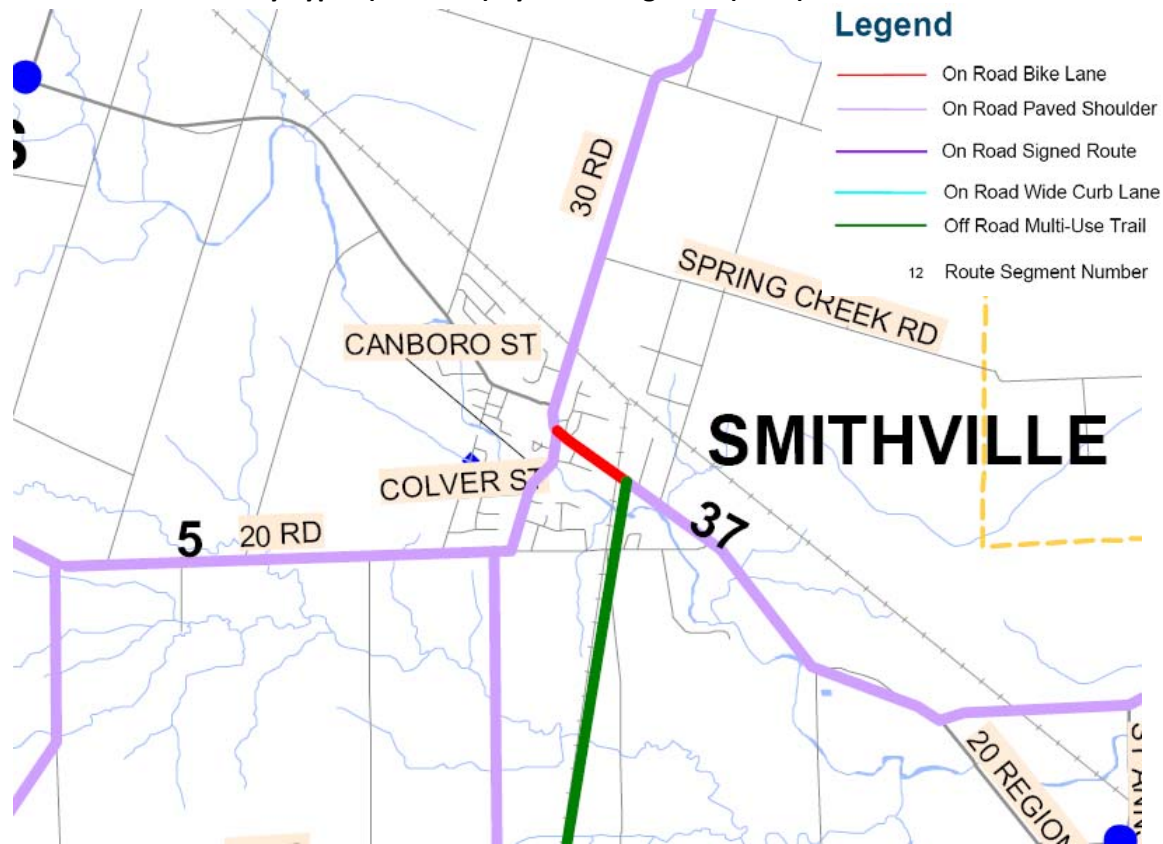 Legend
On Road Bike Lane
On Road Paved Shoulder
On Road Signed Route
On Road Wide Curb Lane
Off Road Multi-Use Trail
12 Route Segment Number
30 RD
SPRING CREEK RD
CANBORO ST
SMITHVILLE
COLVER ST
37
5
20 RD
20 REGION
ST ANN